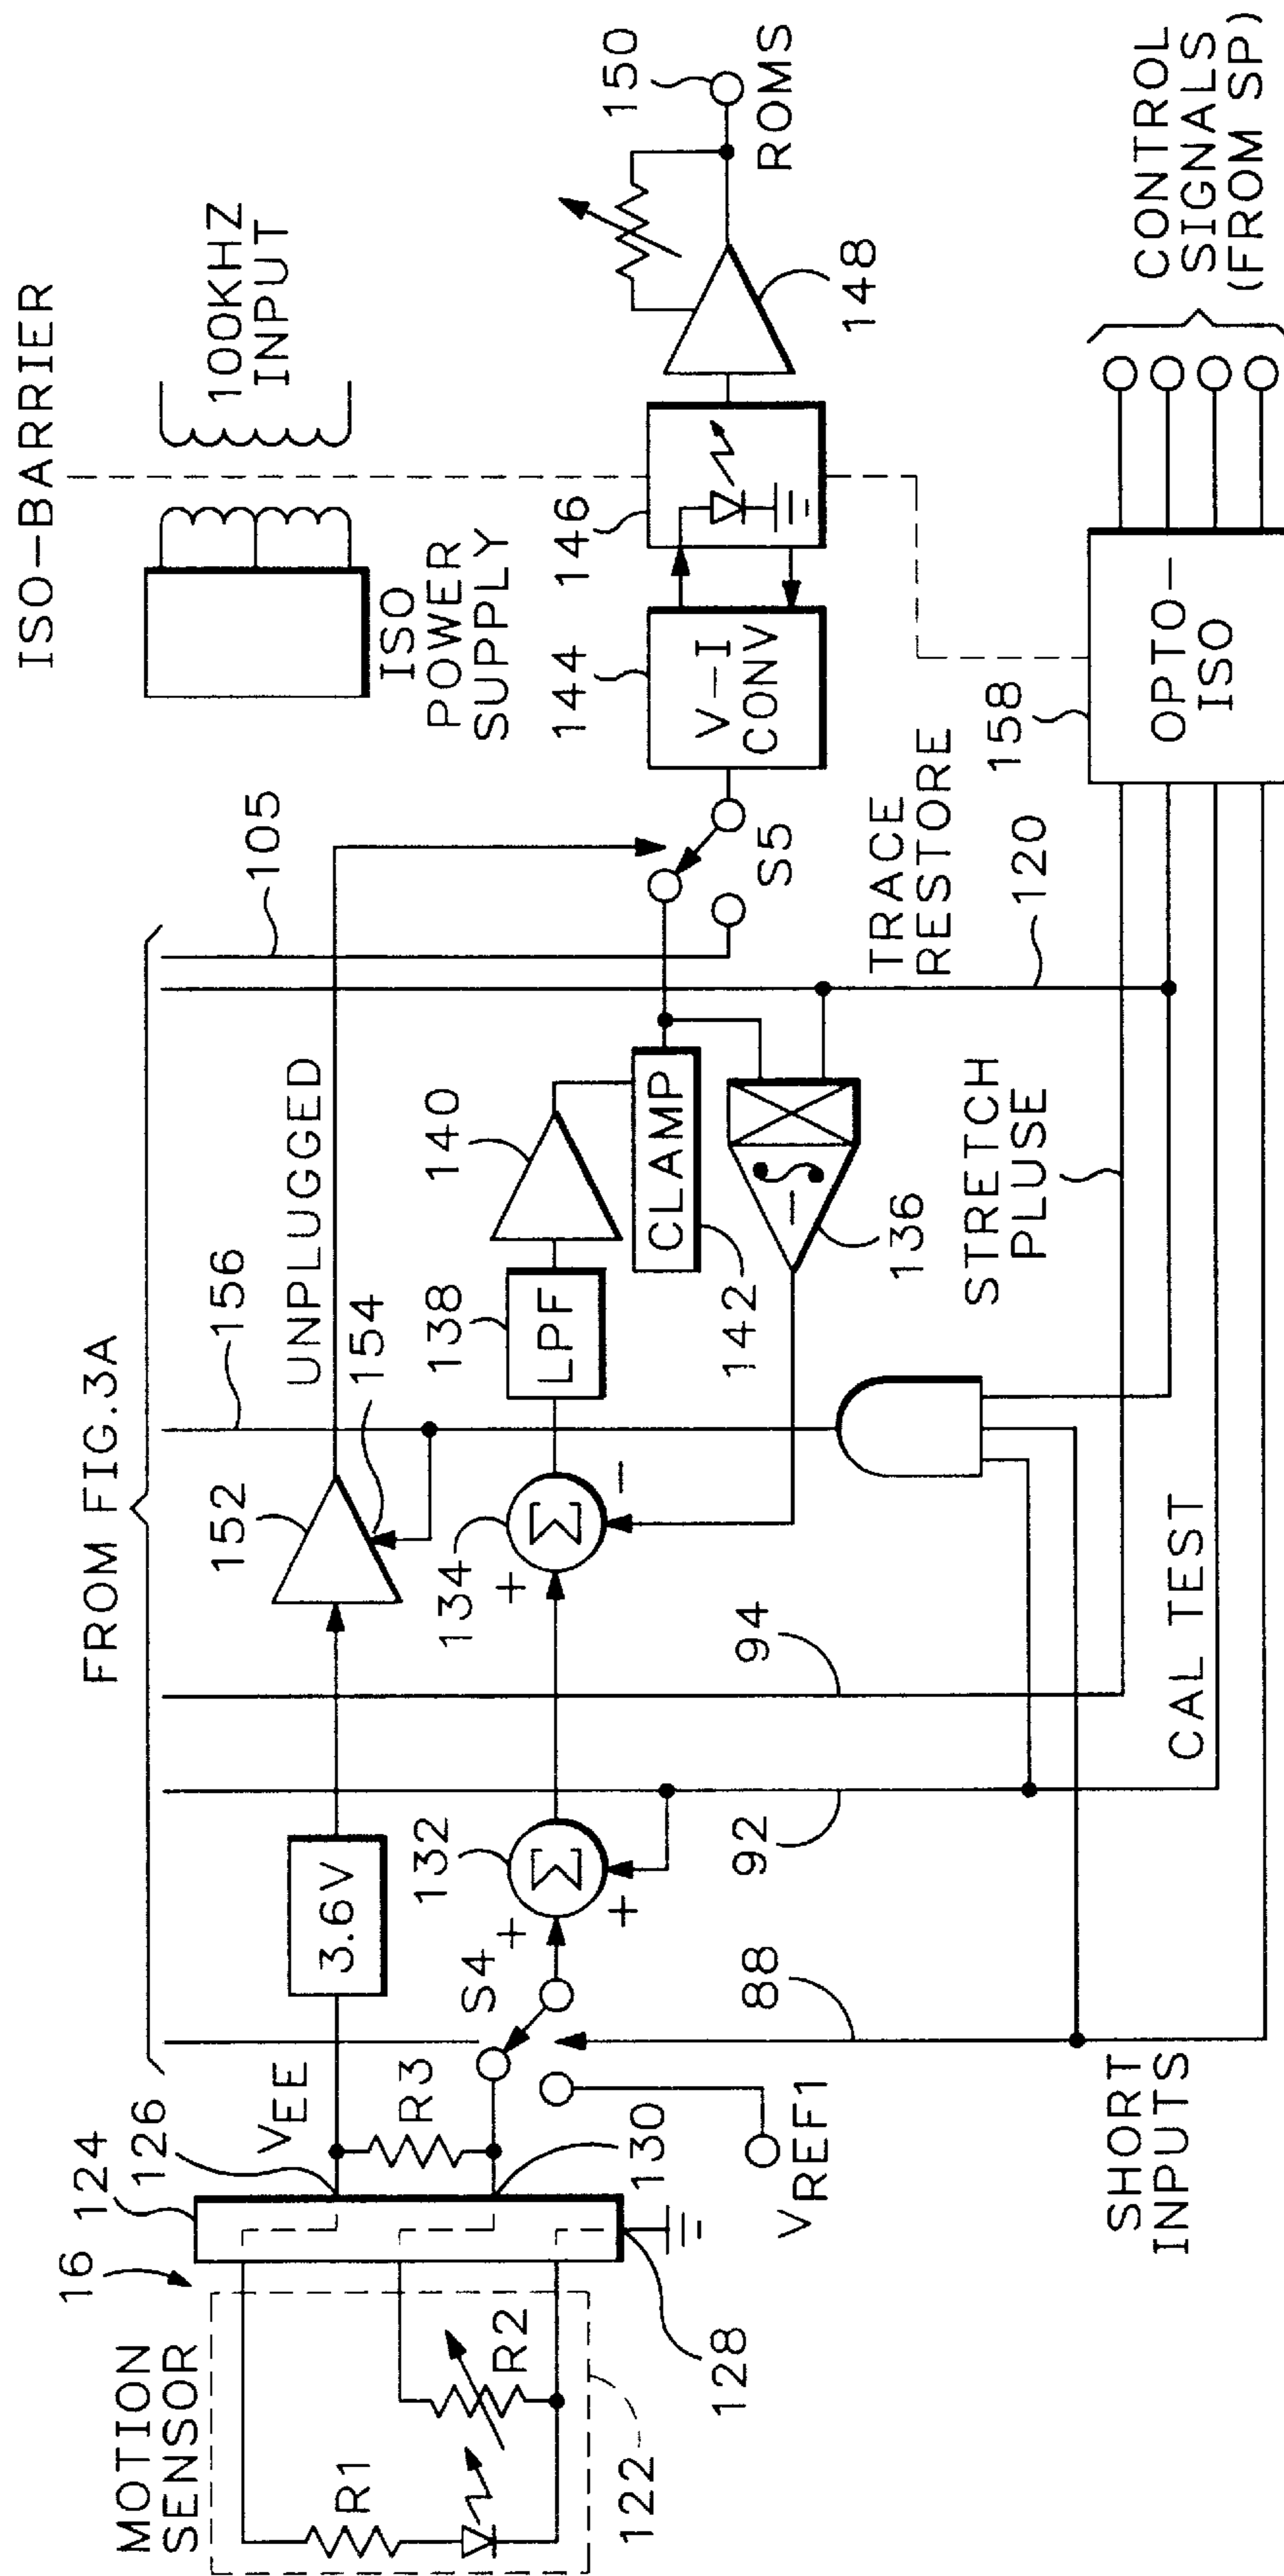 ISO-BARRIER
FROM FIG.3A
100KHZ
INPUT
ISO
POWER
SUPPLY
105
UNPLUGGED
156
154
152
3.6V
VEE
126
124
16
MOTION
SENSOR
R1
R2
122
128
130
R3
S4
VREF1
+
+
Σ
132
+
-
Σ
134
LPF
138
140
CLAMP
142
-∫
136
S5
V-I
CONV
144
146
148
150
ROMS
TRACE
RESTORE
120
STRETCH
PLUSE
CAL TEST
94
92
88
SHORT
INPUTS
158
OPTO-
ISO
CONTROL
SIGNALS
(FROM SP)